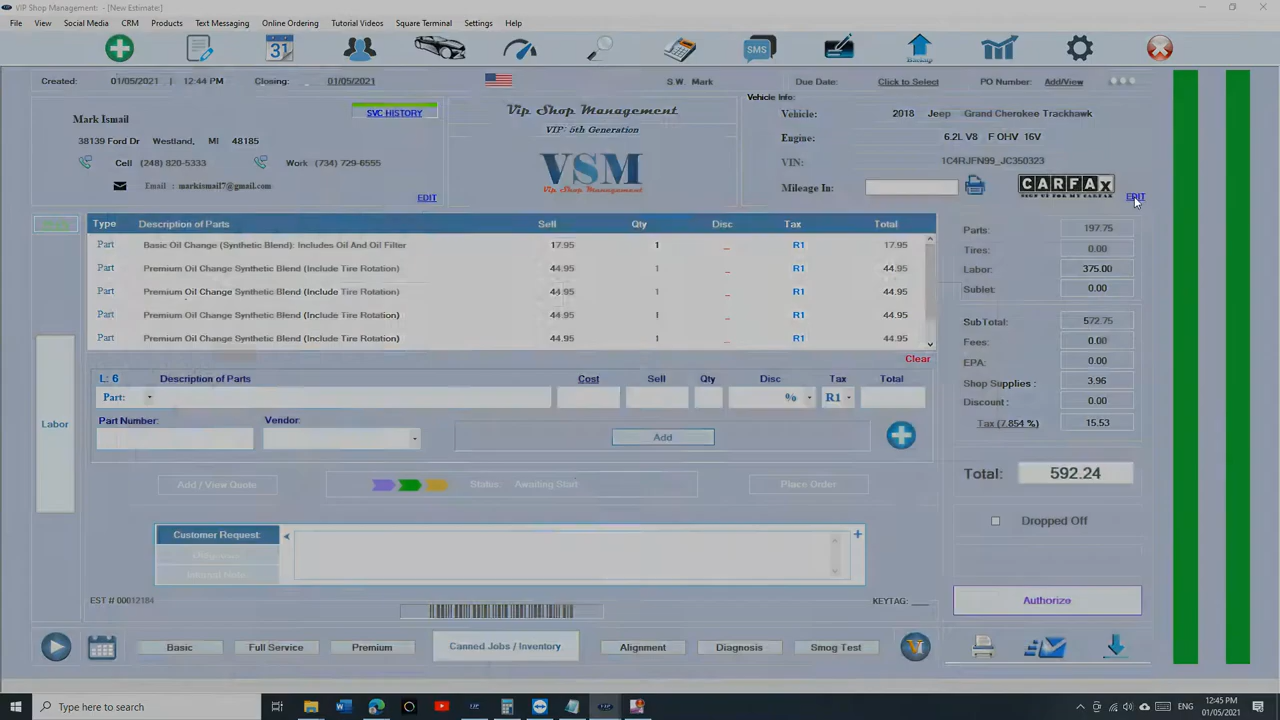 VIP Shop Management: - [New Estimate:]
File View Social Media CRM Products Text Messaging Online Ordering Tutorial Videos Square Terminal Settings Help
31 SMS Backup
Created: 01/05/2021 | 12:44 PM Closing: 01/05/2021 S.W. Mark Due Date: Click to Select PO Number: Add/View
Mark Ismail
SVC HISTORY
38139 Ford Dr Westland, MI 48185
Cell (248) 820-5333 Work (734) 729-6555
Email : markismail7@gmail.com
EDIT
Vip Shop Management
VIP: 5th Generation
VSM
Vip Shop Management
Vehicle Info:
Vehicle: 2018 Jeep Grand Cherokee Trackhawk
Engine: 6.2L V8 F OHV 16V
VIN: 1C4RJFN99_JC350323
Mileage In: CARFAX
SIGN UP FOR MY CARFAX
EDIT
Type Description of Parts Sell Qty Disc Tax Total
Part Basic Oil Change (Synthetic Blend): Includes Oil And Oil Filter 17.95 1 _ R1 17.95
Part Premium Oil Change Synthetic Blend (Include Tire Rotation) 44.95 1 _ R1 44.95
Part Premium Oil Change Synthetic Blend (Include Tire Rotation) 44.95 1 _ R1 44.95
Part Premium Oil Change Synthetic Blend (Include Tire Rotation) 44.95 1 _ R1 44.95
Part Premium Oil Change Synthetic Blend (Include Tire Rotation) 44.95 1 _ R1 44.95
Clear
L: 6 Description of Parts Cost Sell Qty Disc Tax Total
Part: % R1
Part Number: Vendor:
Add
Labor
Add / View Quote Status: Awaiting Start Place Order
Customer Request:
Internal Note
EST # 00012184 KEYTAG: ___
Basic Full Service Premium Canned Jobs / Inventory Alignment Diagnosis Smog Test V
Parts: 197.75
Tires: 0.00
Labor: 375.00
Sublet: 0.00
SubTotal: 572.75
Fees: 0.00
EPA: 0.00
Shop Supplies : 3.96
Discount : 0.00
Tax (7.854 %) 15.53
Total: 592.24
Dropped Off
Authorize
Type here to search
ENG 12:45 PM
01/05/2021